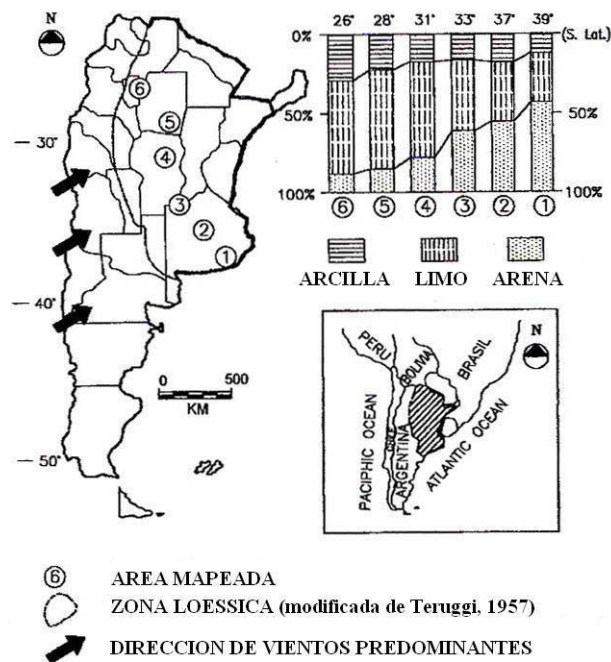 N
26° 28° 31° 33° 37° 39°
(S. Lat.)
0%
50%
100%
50%
100%
6 5 4 3 2 1
ARCILLA LIMO ARENA
— 30°
— 40°
— 50°
6
5
4
3
2
1
0 500
KM
N
PERU
BOLIVIA
BRASIL
PACIPHIC OCEAN
CHILE
ARGENTINA
ATLANTIC OCEAN
6 AREA MAPEADA
ZONA LOESSICA (modificada de Teruggi, 1957)
DIRECCION DE VIENTOS PREDOMINANTES